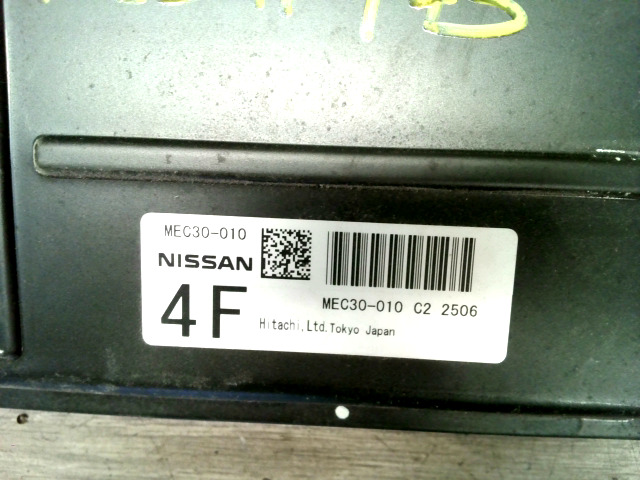 MEC30-010
NISSAN
4F
MEC30-010 C2 2506
Hitachi,Ltd.Tokyo Japan